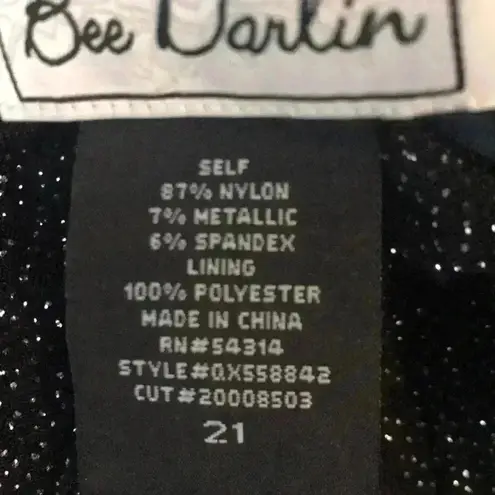 Bee Darlin
SELF
87% NYLON
7% METALLIC
6% SPANDEX
LINING
100% POLYESTER
MADE IN CHINA
RN#54314
STYLE#QX558842
CUT#20008503
21